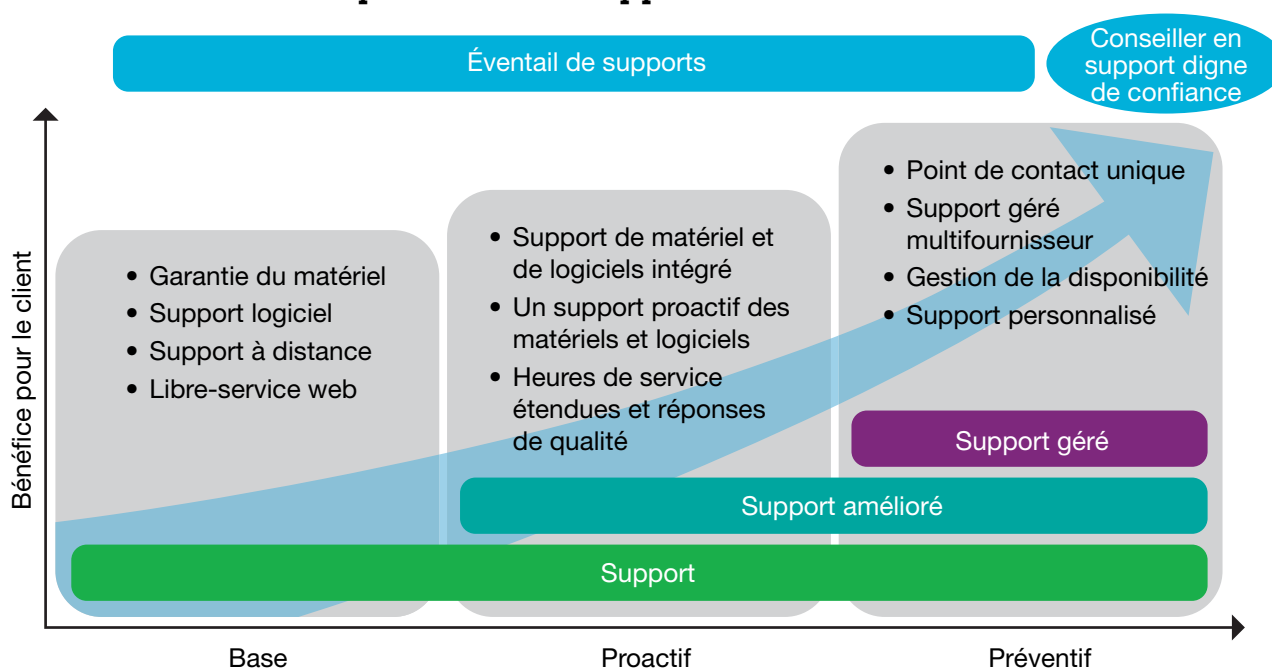 Éventail de supports
Conseiller en
support digne
de confiance
Bénéfice pour le client
• Garantie du matériel
• Support logiciel
• Support à distance
• Libre-service web
• Support de matériel et
de logiciels intégré
• Un support proactif des
matériels et logiciels
• Heures de service
étendues et réponses
de qualité
• Point de contact unique
• Support géré
multifournisseur
• Gestion de la disponibilité
• Support personnalisé
Support géré
Support amélioré
Support
Base
Proactif
Préventif